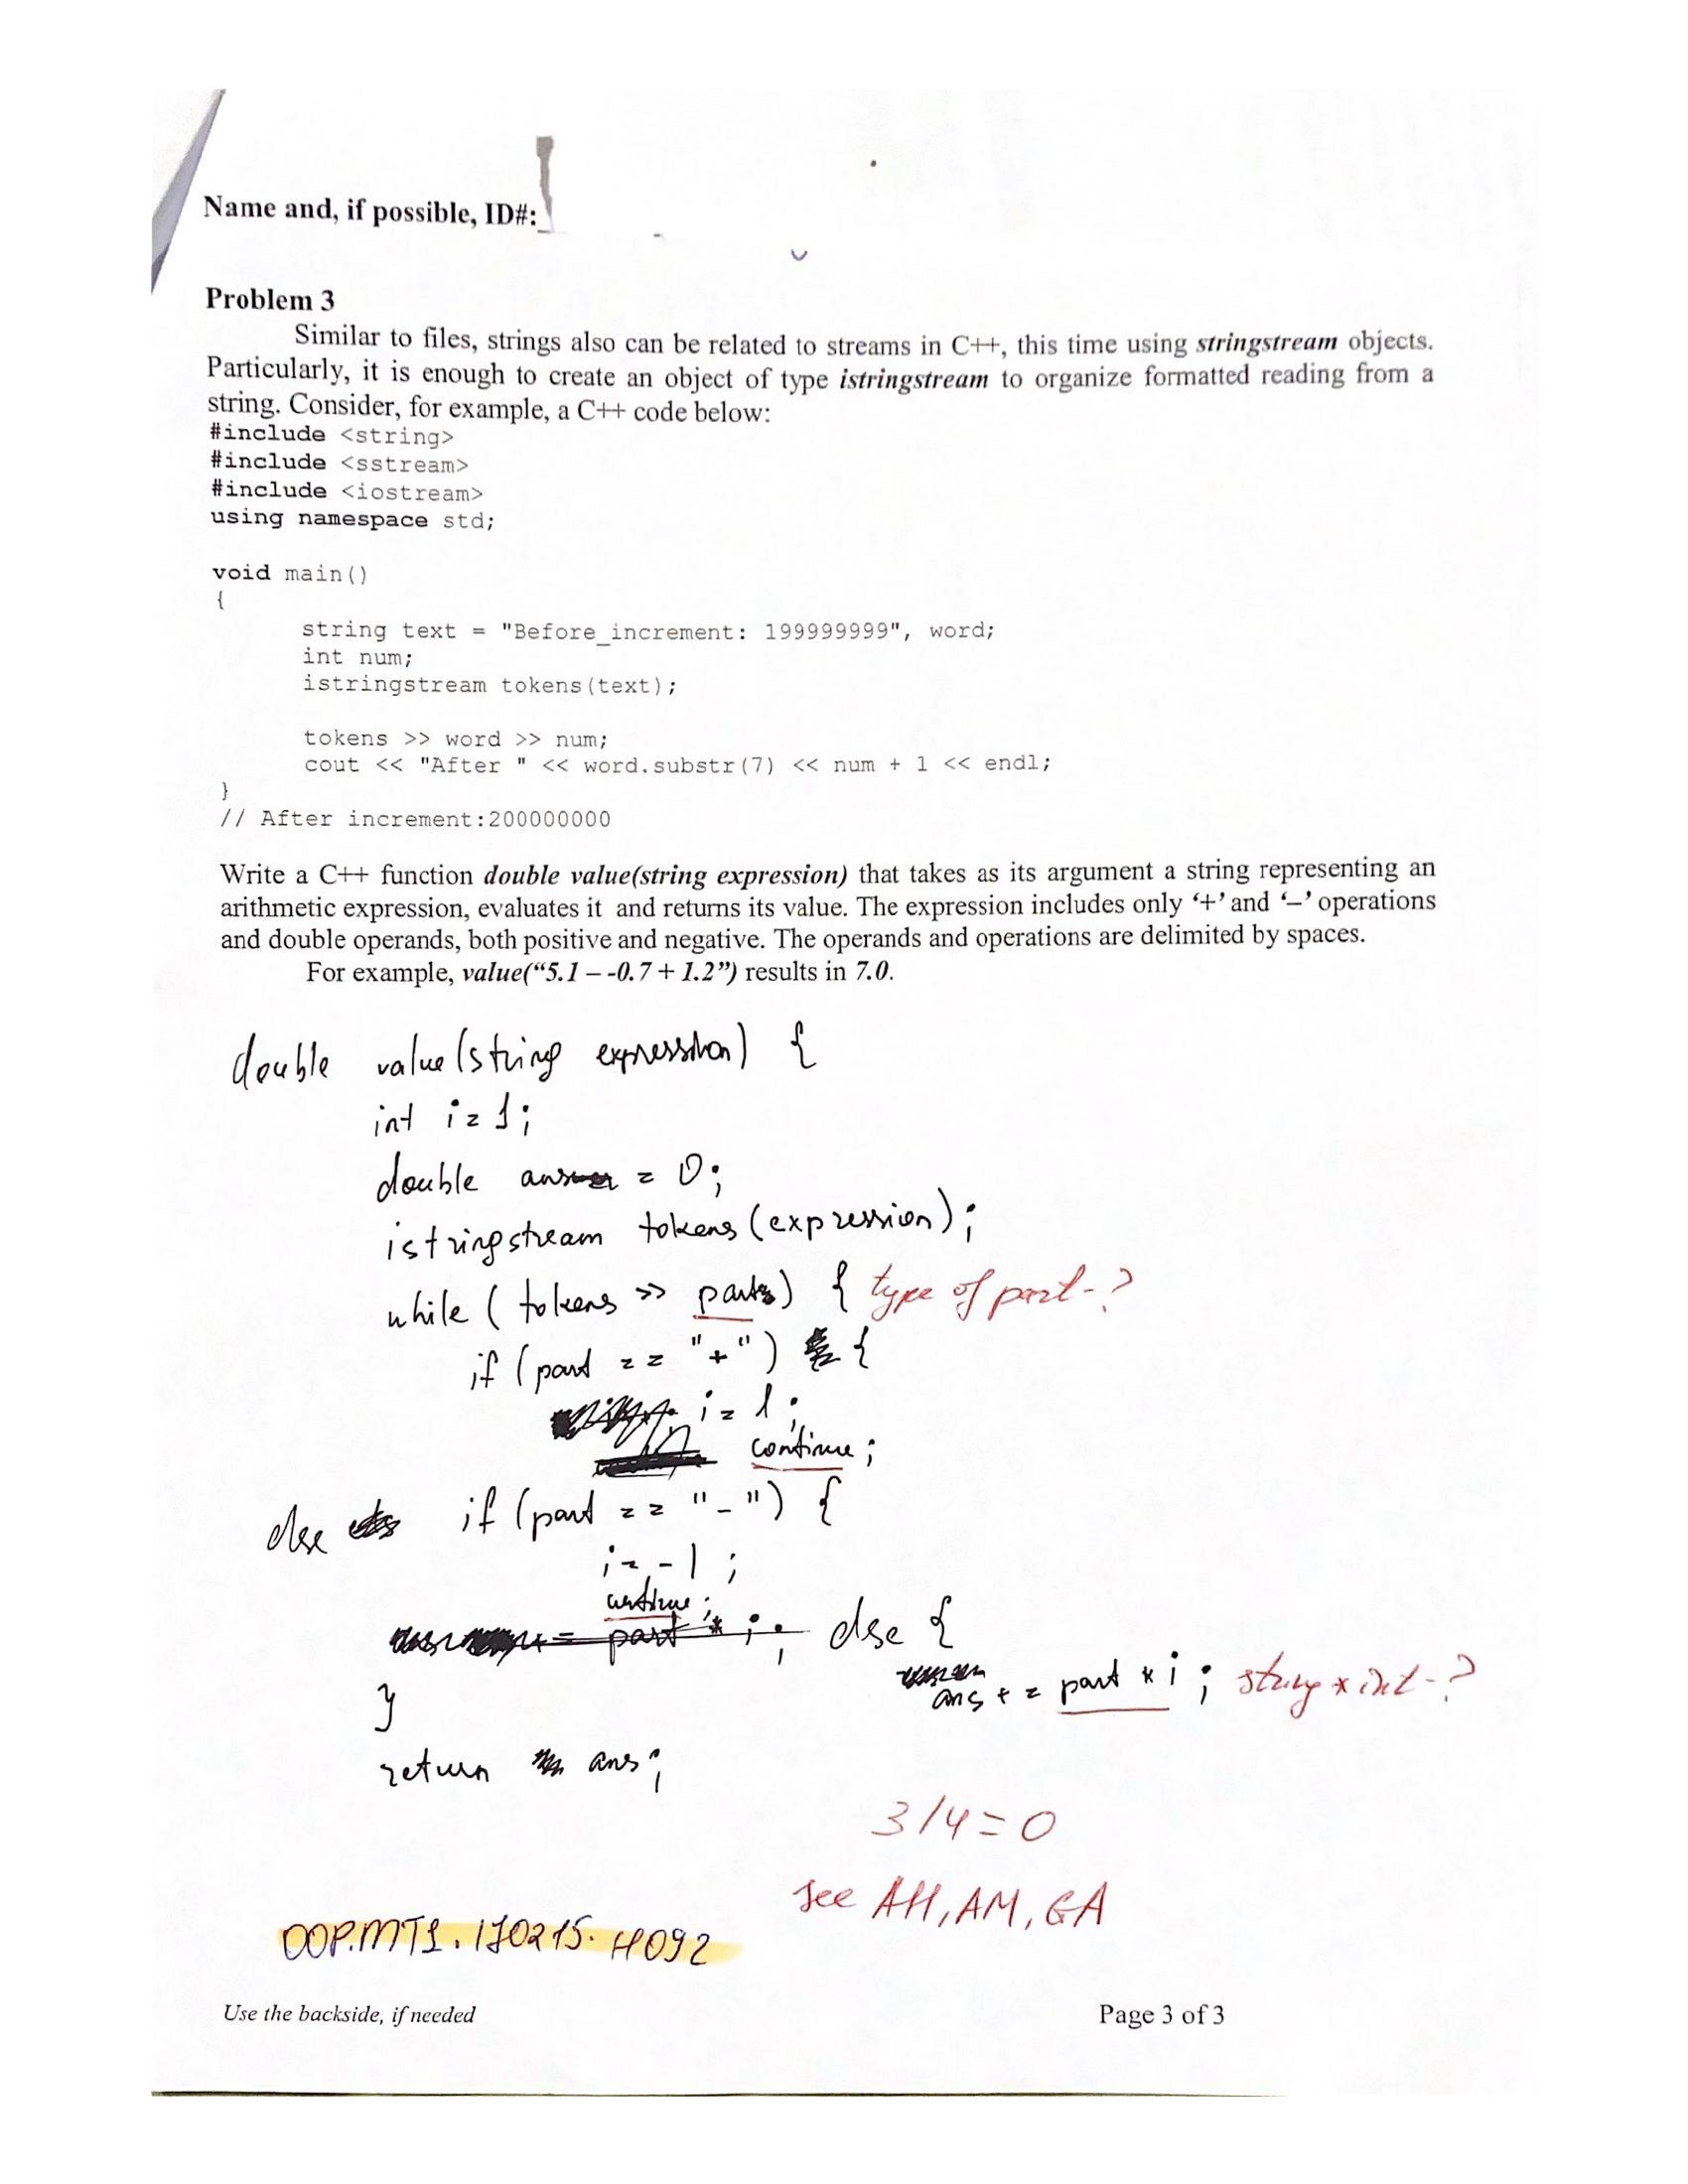 Name and, if possible, ID#:
Problem 3
Similar to files, strings also can be related to streams in C++, this time using stringstream objects.
Particularly, it is enough to create an object of type istringstream to organize formatted reading from a
string. Consider, for example, a C++ code below:
#include <string>
#include <sstream>
#include <iostream>
using namespace std;
void main()
{
string text = "Before_increment: 199999999", word;
int num;
istringstream tokens(text);
tokens >> word >> num;
cout << "After " << word.substr(7) << num + 1 << endl;
}
// After increment:200000000
Write a C++ function double value(string expression) that takes as its argument a string representing an
arithmetic expression, evaluates it and returns its value. The expression includes only ‘+’ and ‘–’ operations
and double operands, both positive and negative. The operands and operations are delimited by spaces.
For example, value(“5.1 – -0.7 + 1.2”) results in 7.0.
double value(string expression) {
int i = 1;
double ans = 0;
istringstream tokens (expression);
while ( tokens >> part) { type of part - ?
if (part == "+") {
i = 1;
continue;
else if (part == "-") {
i = -1;
continue;
part * i; else {
ans += part * i; string * int - ?
}
return ans;
3/4 = 0
see AH, AM, GA
OOP.MT1.170215.H092
Use the backside, if needed Page 3 of 3